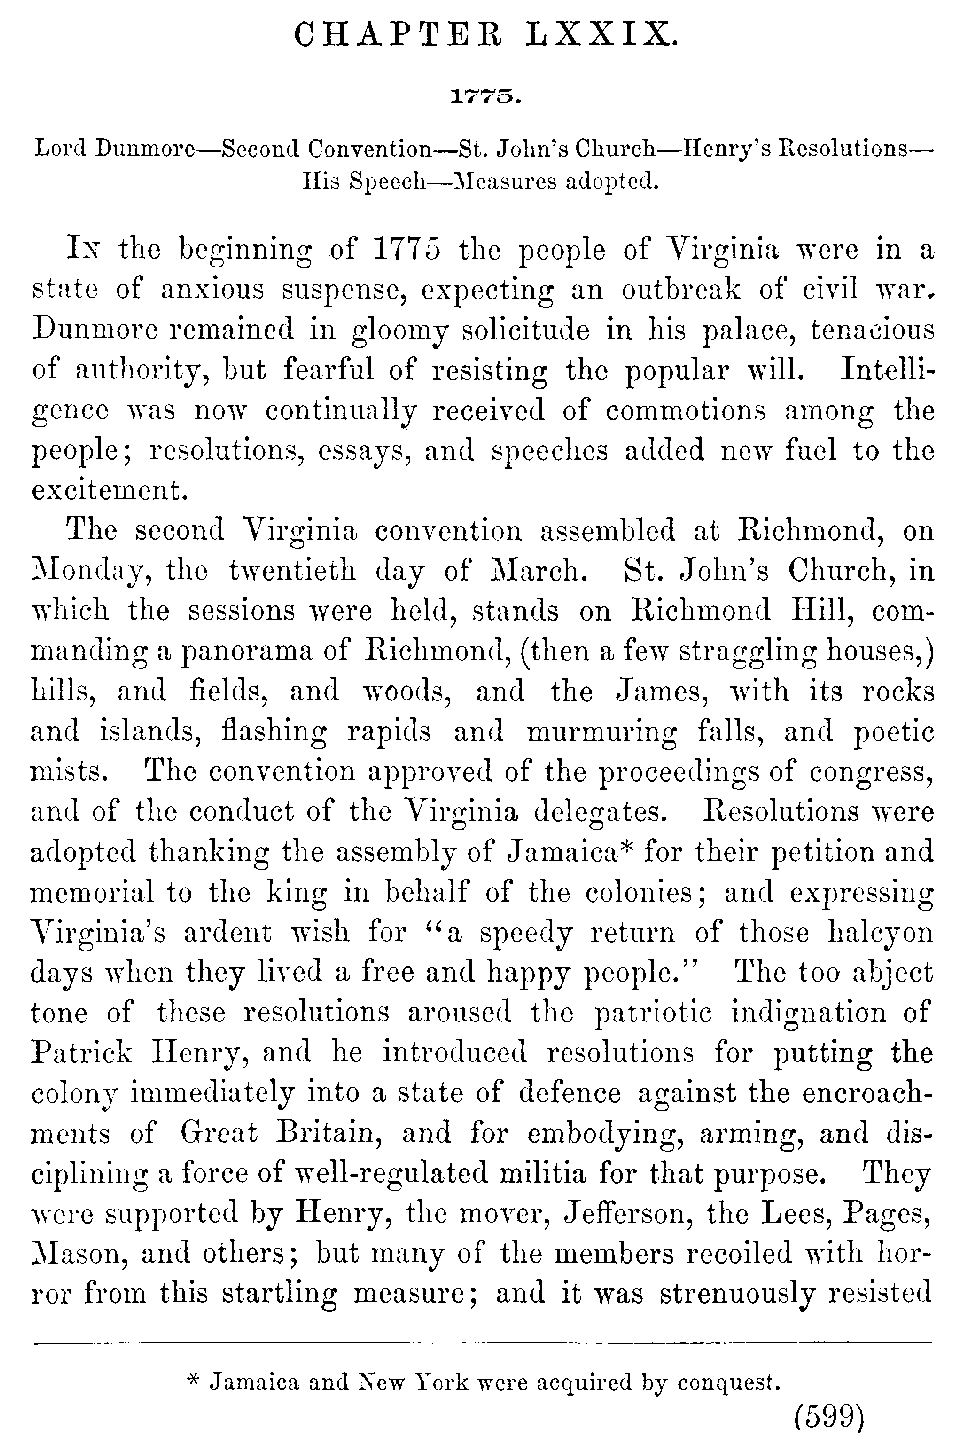 CHAPTER LXXIX.
1775.
Lord Dunmore—Second Convention—St. John's Church—Henry's Resolutions—
His Speech—Measures adopted.
In the beginning of 1775 the people of Virginia were in a
state of anxious suspense, expecting an outbreak of civil war.
Dunmore remained in gloomy solicitude in his palace, tenacious
of authority, but fearful of resisting the popular will. Intelli-
gence was now continually received of commotions among the
people; resolutions, essays, and speeches added new fuel to the
excitement.
The second Virginia convention assembled at Richmond, on
Monday, the twentieth day of March. St. John's Church, in
which the sessions were held, stands on Richmond Hill, com-
manding a panorama of Richmond, (then a few straggling houses,)
hills, and fields, and woods, and the James, with its rocks
and islands, flashing rapids and murmuring falls, and poetic
mists. The convention approved of the proceedings of congress,
and of the conduct of the Virginia delegates. Resolutions were
adopted thanking the assembly of Jamaica* for their petition and
memorial to the king in behalf of the colonies; and expressing
Virginia's ardent wish for "a speedy return of those halcyon
days when they lived a free and happy people." The too abject
tone of these resolutions aroused the patriotic indignation of
Patrick Henry, and he introduced resolutions for putting the
colony immediately into a state of defence against the encroach-
ments of Great Britain, and for embodying, arming, and dis-
ciplining a force of well-regulated militia for that purpose. They
were supported by Henry, the mover, Jefferson, the Lees, Pages,
Mason, and others; but many of the members recoiled with hor-
ror from this startling measure; and it was strenuously resisted
* Jamaica and New York were acquired by conquest.
(599)